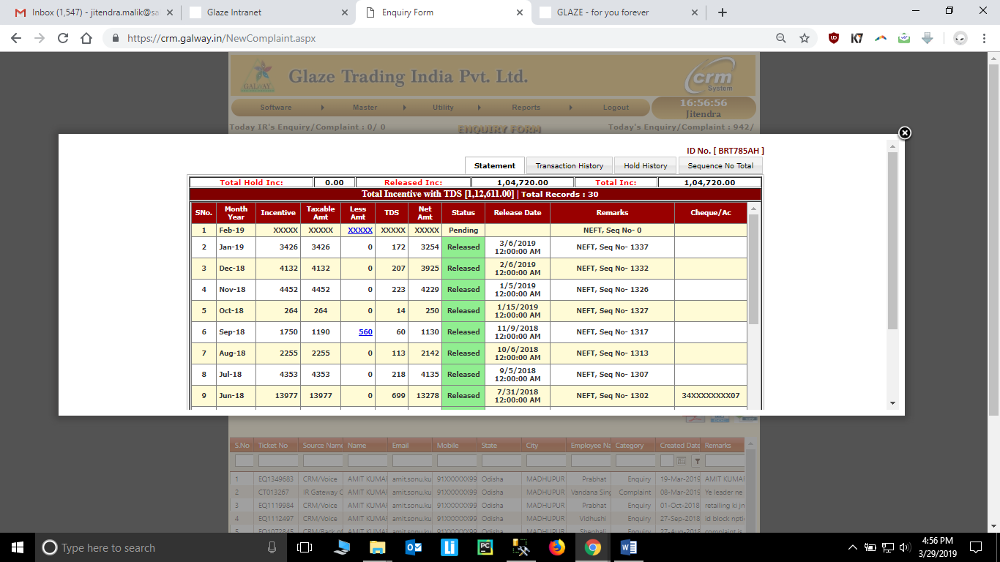 Inbox (1,547) - jitendra.malik@sa
Glaze Intranet
Enquiry Form
GLAZE - for you forever
https://crm.galway.in/NewComplaint.aspx
GALWAY
Glaze Trading India Pvt. Ltd.
crm
System
Software Master Utility Reports Logout
16:56:56
Jitendra
Today IR's Enquiry/Complaint : 0/ 0 ENQUIRY FORM Today's Enquiry/Complaint : 942/
ID No. [ BRT785AH ]
Statement Transaction History Hold History Sequence No Total
Total Hold Inc: 0.00 Released Inc: 1,04,720.00 Total Inc: 1,04,720.00
Total Incentive with TDS [1,12,611.00] | Total Records : 30
SNo. Month Year Incentive Taxable Amt Less Amt TDS Net Amt Status Release Date Remarks Cheque/Ac
1 Feb-19 XXXXX XXXXX XXXXX XXXXX XXXXX Pending NEFT, Seq No- 0
2 Jan-19 3426 3426 0 172 3254 Released 3/6/2019 12:00:00 AM NEFT, Seq No- 1337
3 Dec-18 4132 4132 0 207 3925 Released 2/6/2019 12:00:00 AM NEFT, Seq No- 1332
4 Nov-18 4452 4452 0 223 4229 Released 1/5/2019 12:00:00 AM NEFT, Seq No- 1326
5 Oct-18 264 264 0 14 250 Released 1/15/2019 12:00:00 AM NEFT, Seq No- 1327
6 Sep-18 1750 1190 560 60 1130 Released 11/9/2018 12:00:00 AM NEFT, Seq No- 1317
7 Aug-18 2255 2255 0 113 2142 Released 10/6/2018 12:00:00 AM NEFT, Seq No- 1313
8 Jul-18 4353 4353 0 218 4135 Released 9/5/2018 12:00:00 AM NEFT, Seq No- 1307
9 Jun-18 13977 13977 0 699 13278 Released 7/31/2018 12:00:00 AM NEFT, Seq No- 1302 34XXXXXXXX07
S.No Ticket No Source Name Name Email Mobile State City Employee Na Category Created Date Remarks
1 EQ1349683 CRM/Voice AMIT KUMAR amit.sonu.ku 91XXXXXX99 Odisha MADHUPUR Prabhat Enquiry 19-Mar-2019 AMIT KUMAR
2 CT013267 IR Gateway C AMIT KUMAR amit.sonu.ku 91XXXXXX99 Odisha MADHUPUR Vandana Sing Complaint 08-Mar-2019 Ye leader ne
3 EQ1119984 CRM/Voice AMIT KUMAR amit.sonu.ku 91XXXXXX99 Odisha MADHUPUR Prabhat Enquiry 01-Oct-2018 retailing ki jn
4 EQ1112497 CRM/Voice AMIT KUMAR amit.sonu.ku 91XXXXXX99 Odisha MADHUPUR Vidhushi Enquiry 27-Sep-2018 id block nptic
5 EQ1072845 CRM/Back of AMIT KUMAR amit.sonu.ku 91XXXXXX99 Odisha MADHUPUR Shephali Enquiry 27-Aug-2018
Type here to search
4:56 PM
3/29/2019